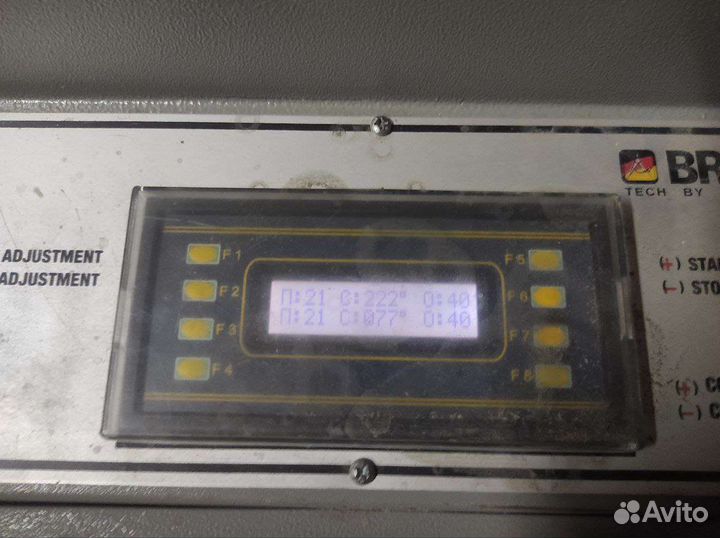 BR
TECH BY
ADJUSTMENT
ADJUSTMENT
F1
F2
F3
F4
П:21 С:222° О:40
П:21 С:077° О:40
F5
F6
F7
F8
(+) STA
(-) STO
(+) CO
(-) C
Avito